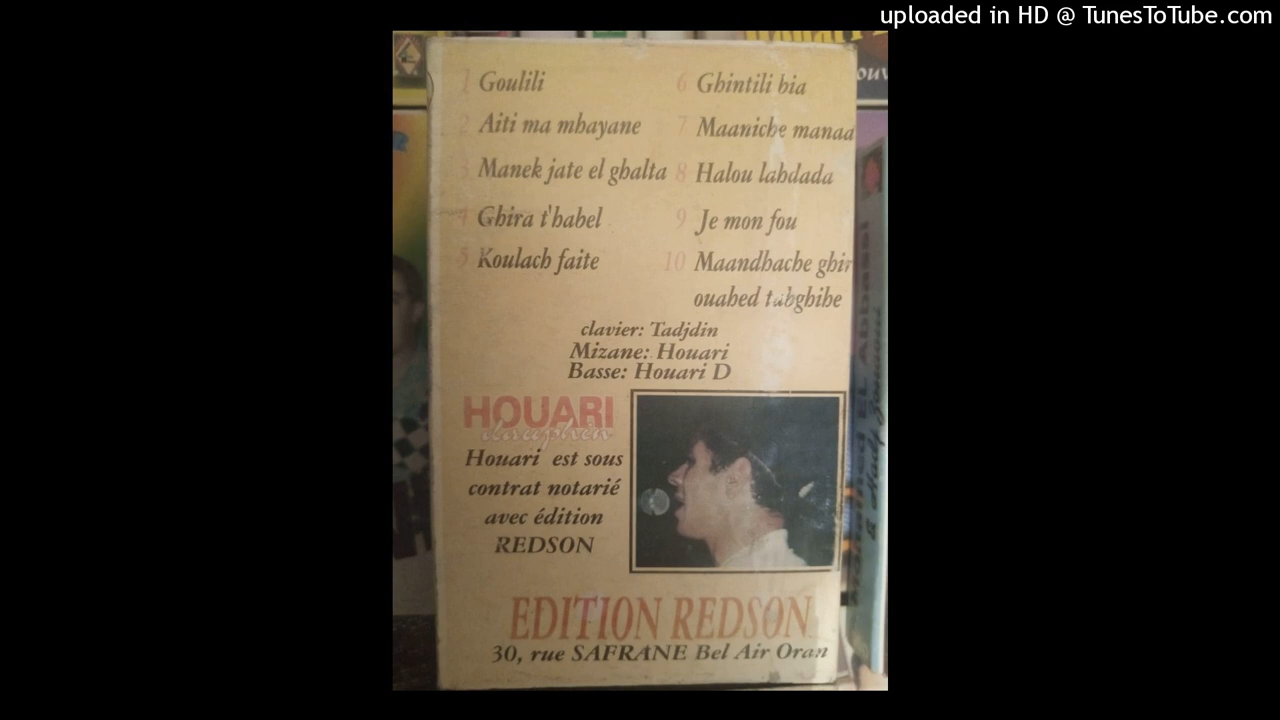 uploaded in HD @ TunesToTube.com
1 Goulili
2 Aiti ma mhayane
3 Manek jate el ghalta
4 Ghira t'habel
5 Koulach faite
6 Ghintili bia
7 Maaniche manaa
8 Halou lahdada
9 Je mon fou
10 Maandhache ghir
ouahed tabghihe
clavier: Tadjdin
Mizane: Houari
Basse: Houari D
HOUARI
dauphin
Houari est sous
contrat notarié
avec édition
REDSON
EDITION REDSON
30, rue SAFRANE Bel Air Oran